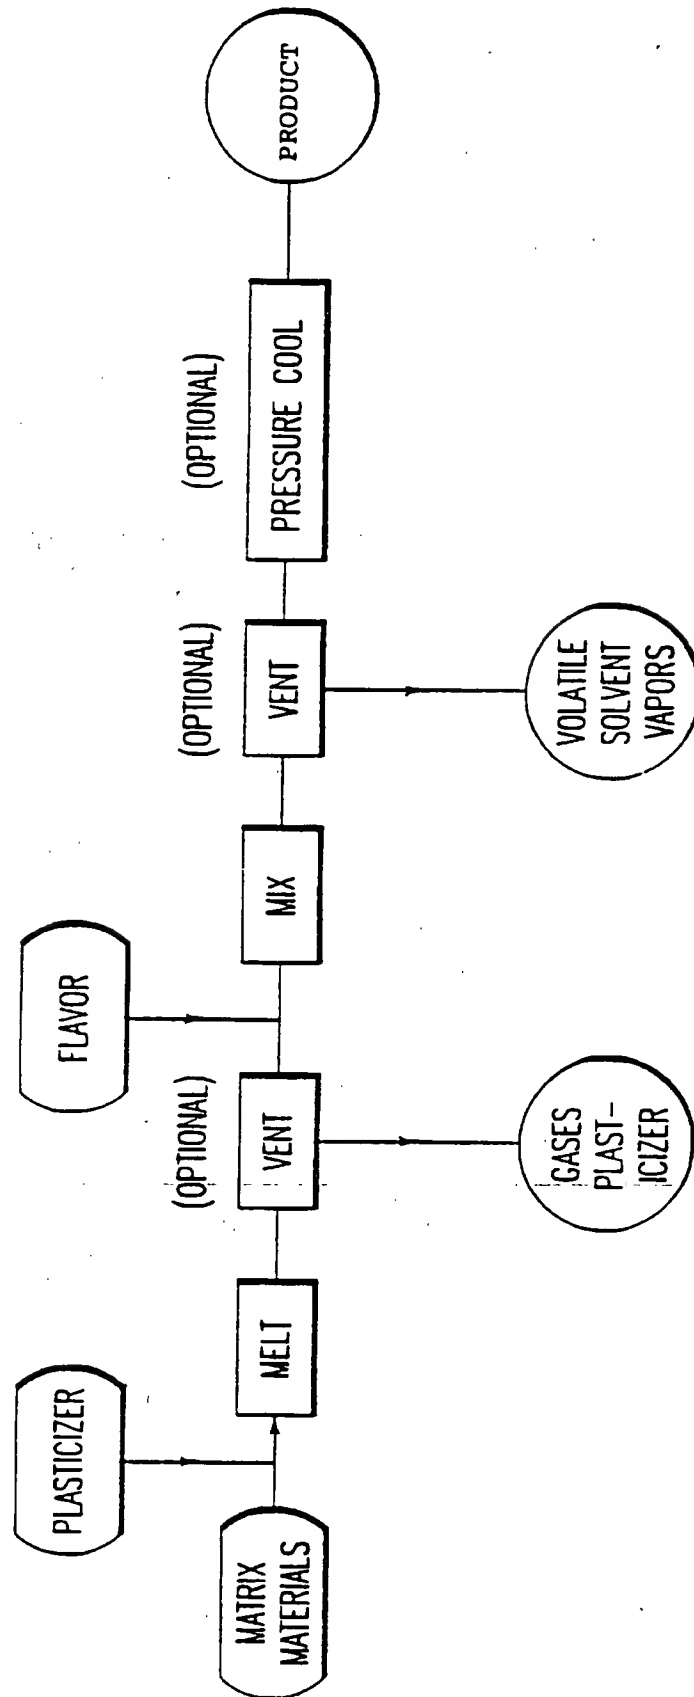 PLASTICIZER
MATRIX
MATERIALS
MELT
(OPTIONAL)
VENT
GASES
PLAST-
ICIZER
FLAVOR
MIX
(OPTIONAL)
VENT
VOLATILE
SOLVENT
VAPORS
(OPTIONAL)
PRESSURE COOL
PRODUCT